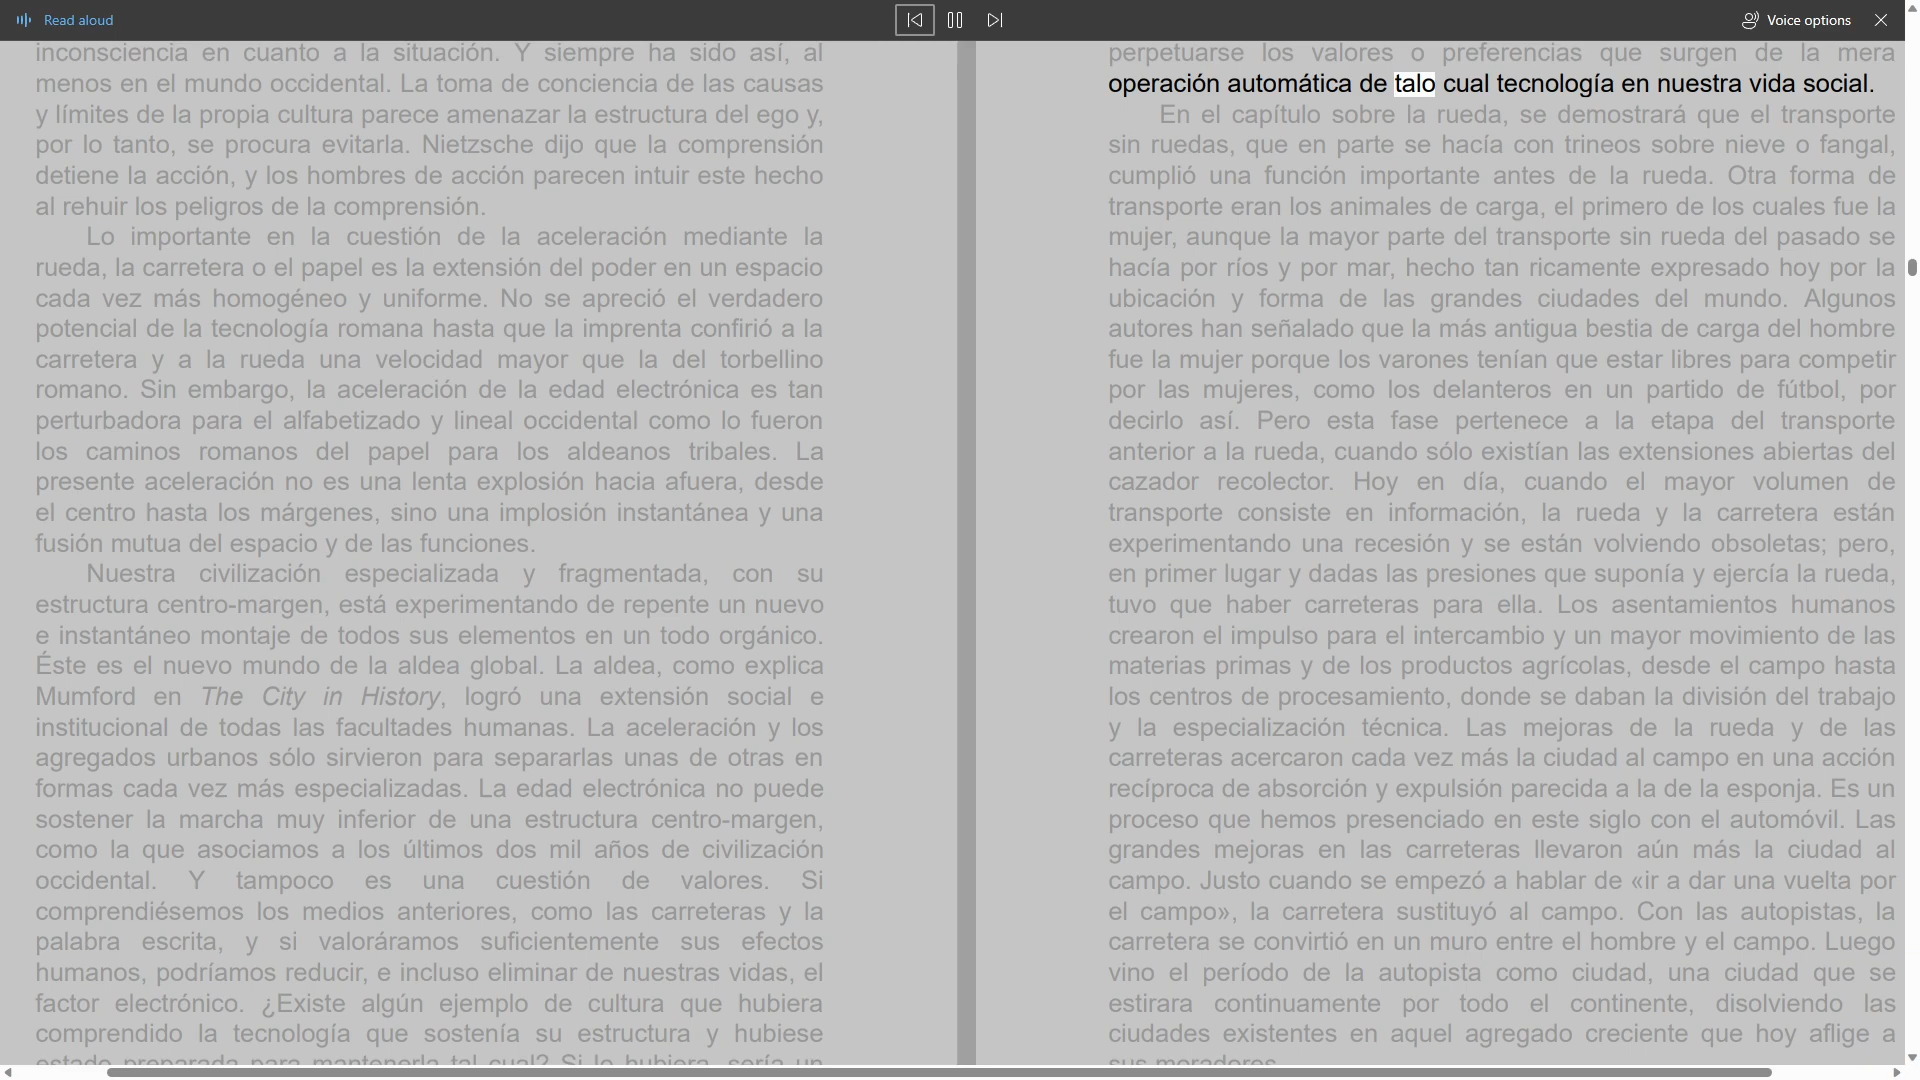 Read aloud
Voice options
inconsciencia en cuanto a la situación. Y siempre ha sido así, al
menos en el mundo occidental. La toma de conciencia de las causas
y límites de la propia cultura parece amenazar la estructura del ego y,
por lo tanto, se procura evitarla. Nietzsche dijo que la comprensión
detiene la acción, y los hombres de acción parecen intuir este hecho
al rehuir los peligros de la comprensión.
Lo importante en la cuestión de la aceleración mediante la
rueda, la carretera o el papel es la extensión del poder en un espacio
cada vez más homogéneo y uniforme. No se apreció el verdadero
potencial de la tecnología romana hasta que la imprenta confirió a la
carretera y a la rueda una velocidad mayor que la del torbellino
romano. Sin embargo, la aceleración de la edad electrónica es tan
perturbadora para el alfabetizado y lineal occidental como lo fueron
los caminos romanos del papel para los aldeanos tribales. La
presente aceleración no es una lenta explosión hacia afuera, desde
el centro hasta los márgenes, sino una implosión instantánea y una
fusión mutua del espacio y de las funciones.
Nuestra civilización especializada y fragmentada, con su
estructura centro-margen, está experimentando de repente un nuevo
e instantáneo montaje de todos sus elementos en un todo orgánico.
Éste es el nuevo mundo de la aldea global. La aldea, como explica
Mumford en The City in History, logró una extensión social e
institucional de todas las facultades humanas. La aceleración y los
agregados urbanos sólo sirvieron para separarlas unas de otras en
formas cada vez más especializadas. La edad electrónica no puede
sostener la marcha muy inferior de una estructura centro-margen,
como la que asociamos a los últimos dos mil años de civilización
occidental. Y tampoco es una cuestión de valores. Si
comprendiésemos los medios anteriores, como las carreteras y la
palabra escrita, y si valoráramos suficientemente sus efectos
humanos, podríamos reducir, e incluso eliminar de nuestras vidas, el
factor electrónico. ¿Existe algún ejemplo de cultura que hubiera
comprendido la tecnología que sostenía su estructura y hubiese
estado preparada para mantenerla tal cual? Si lo hubiera, sería un
perpetuarse los valores o preferencias que surgen de la mera
operación automática de talo cual tecnología en nuestra vida social.
En el capítulo sobre la rueda, se demostrará que el transporte
sin ruedas, que en parte se hacía con trineos sobre nieve o fangal,
cumplió una función importante antes de la rueda. Otra forma de
transporte eran los animales de carga, el primero de los cuales fue la
mujer, aunque la mayor parte del transporte sin rueda del pasado se
hacía por ríos y por mar, hecho tan ricamente expresado hoy por la
ubicación y forma de las grandes ciudades del mundo. Algunos
autores han señalado que la más antigua bestia de carga del hombre
fue la mujer porque los varones tenían que estar libres para competir
por las mujeres, como los delanteros en un partido de fútbol, por
decirlo así. Pero esta fase pertenece a la etapa del transporte
anterior a la rueda, cuando sólo existían las extensiones abiertas del
cazador recolector. Hoy en día, cuando el mayor volumen de
transporte consiste en información, la rueda y la carretera están
experimentando una recesión y se están volviendo obsoletas; pero,
en primer lugar y dadas las presiones que suponía y ejercía la rueda,
tuvo que haber carreteras para ella. Los asentamientos humanos
crearon el impulso para el intercambio y un mayor movimiento de las
materias primas y de los productos agrícolas, desde el campo hasta
los centros de procesamiento, donde se daban la división del trabajo
y la especialización técnica. Las mejoras de la rueda y de las
carreteras acercaron cada vez más la ciudad al campo en una acción
recíproca de absorción y expulsión parecida a la de la esponja. Es un
proceso que hemos presenciado en este siglo con el automóvil. Las
grandes mejoras en las carreteras llevaron aún más la ciudad al
campo. Justo cuando se empezó a hablar de «ir a dar una vuelta por
el campo», la carretera sustituyó al campo. Con las autopistas, la
carretera se convirtió en un muro entre el hombre y el campo. Luego
vino el período de la autopista como ciudad, una ciudad que se
estirara continuamente por todo el continente, disolviendo las
ciudades existentes en aquel agregado creciente que hoy aflige a
sus moradores.